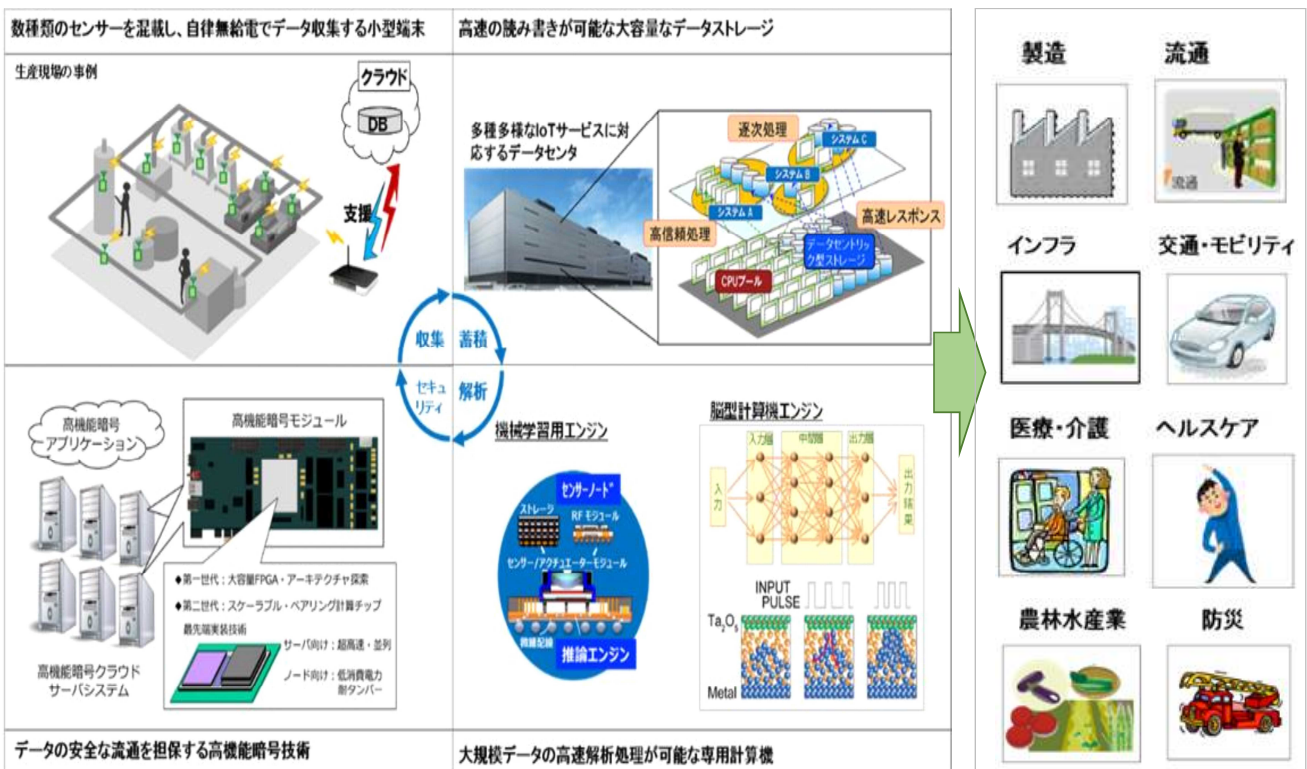 数種類のセンサーを混載し、自律無給電でデータ収集する小型端末
生産現場の事例
クラウド
DB
支援
高速の読み書きが可能な大容量なデータストレージ
多種多様なIoTサービスに対
応するデータセンタ
逐次処理
システム C
システム B
システム A
高信頼処理
高速レスポンス
データセントリッ
ク型ストレージ
CPUプール
収集
蓄積
セキュ
リティ
解析
高機能暗号
アプリケーション
高機能暗号モジュール
◆第一世代：大容量FPGA・アーキテクチャ探索
◆第二世代：スケーラブル・ペアリング計算チップ
最先端実装技術
サーバ向け：超高速・並列
ノード向け：低消費電力
耐タンパー
高機能暗号クラウド
サーバシステム
データの安全な流通を担保する高機能暗号技術
機械学習用エンジン
センサーノード
ストレージ
RFモジュール
センサー/アクチュエーターモジュール
微細配線
推論エンジン
脳型計算機エンジン
入力層
中間層
出力層
入力
出力結果
INPUT
PULSE
Ta2O5
Metal
大規模データの高速解析処理が可能な専用計算機
製造
流通
流通
インフラ
交通・モビリティ
医療・介護
ヘルスケア
農林水産業
防災